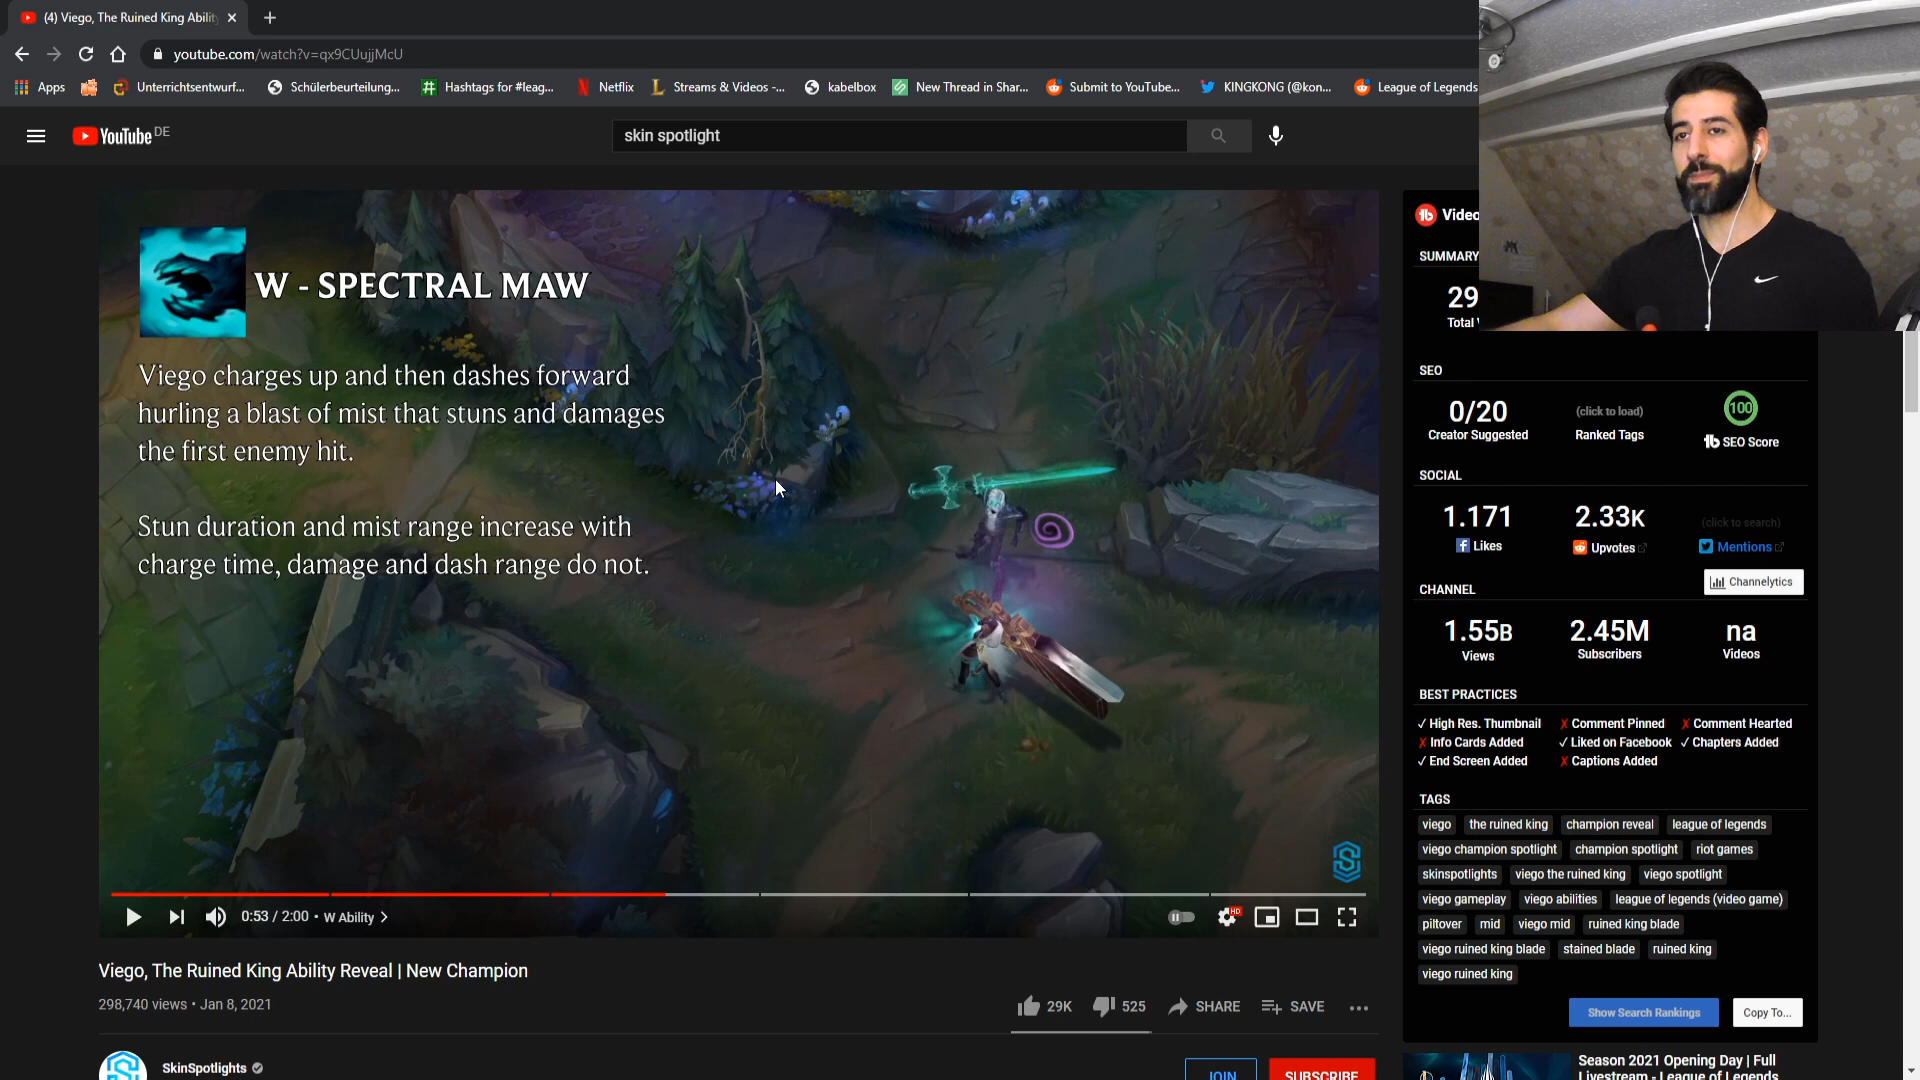 (4) Viego, The Ruined King Ability
youtube.com/watch?v=qx9CUujjMcU
Apps
Unterrichtsentwurf...
Schülerbeurteilung...
Hashtags for #leag...
Netflix
Streams & Videos -...
kabelbox
New Thread in Shar...
Submit to YouTube...
KINGKONG (@kon...
League of Legends
YouTube DE
skin spotlight
W - SPECTRAL MAW
Viego charges up and then dashes forward
hurling a blast of mist that stuns and damages
the first enemy hit.
Stun duration and mist range increase with
charge time, damage and dash range do not.
0:53 / 2:00 • W Ability
HD
Viego, The Ruined King Ability Reveal | New Champion
298,740 views • Jan 8, 2021
29K
525
SHARE
SAVE
SkinSpotlights
JOIN
SUBSCRIBE
Video
SUMMARY
29
Total
SEO
0/20
Creator Suggested
(click to load)
Ranked Tags
100
SEO Score
SOCIAL
1.171
Likes
2.33K
Upvotes
(click to search)
Mentions
CHANNEL
Channelytics
1.55B
Views
2.45M
Subscribers
na
Videos
BEST PRACTICES
✓ High Res. Thumbnail ✗ Comment Pinned ✗ Comment Hearted
✗ Info Cards Added ✓ Liked on Facebook ✓ Chapters Added
✓ End Screen Added ✗ Captions Added
TAGS
viego the ruined king champion reveal league of legends
viego champion spotlight champion spotlight riot games
skinspotlights viego the ruined king viego spotlight
viego gameplay viego abilities league of legends (video game)
piltover mid viego mid ruined king blade
viego ruined king blade stained blade ruined king
viego ruined king
Show Search Rankings
Copy To...
Season 2021 Opening Day | Full
Livestream - League of Legends